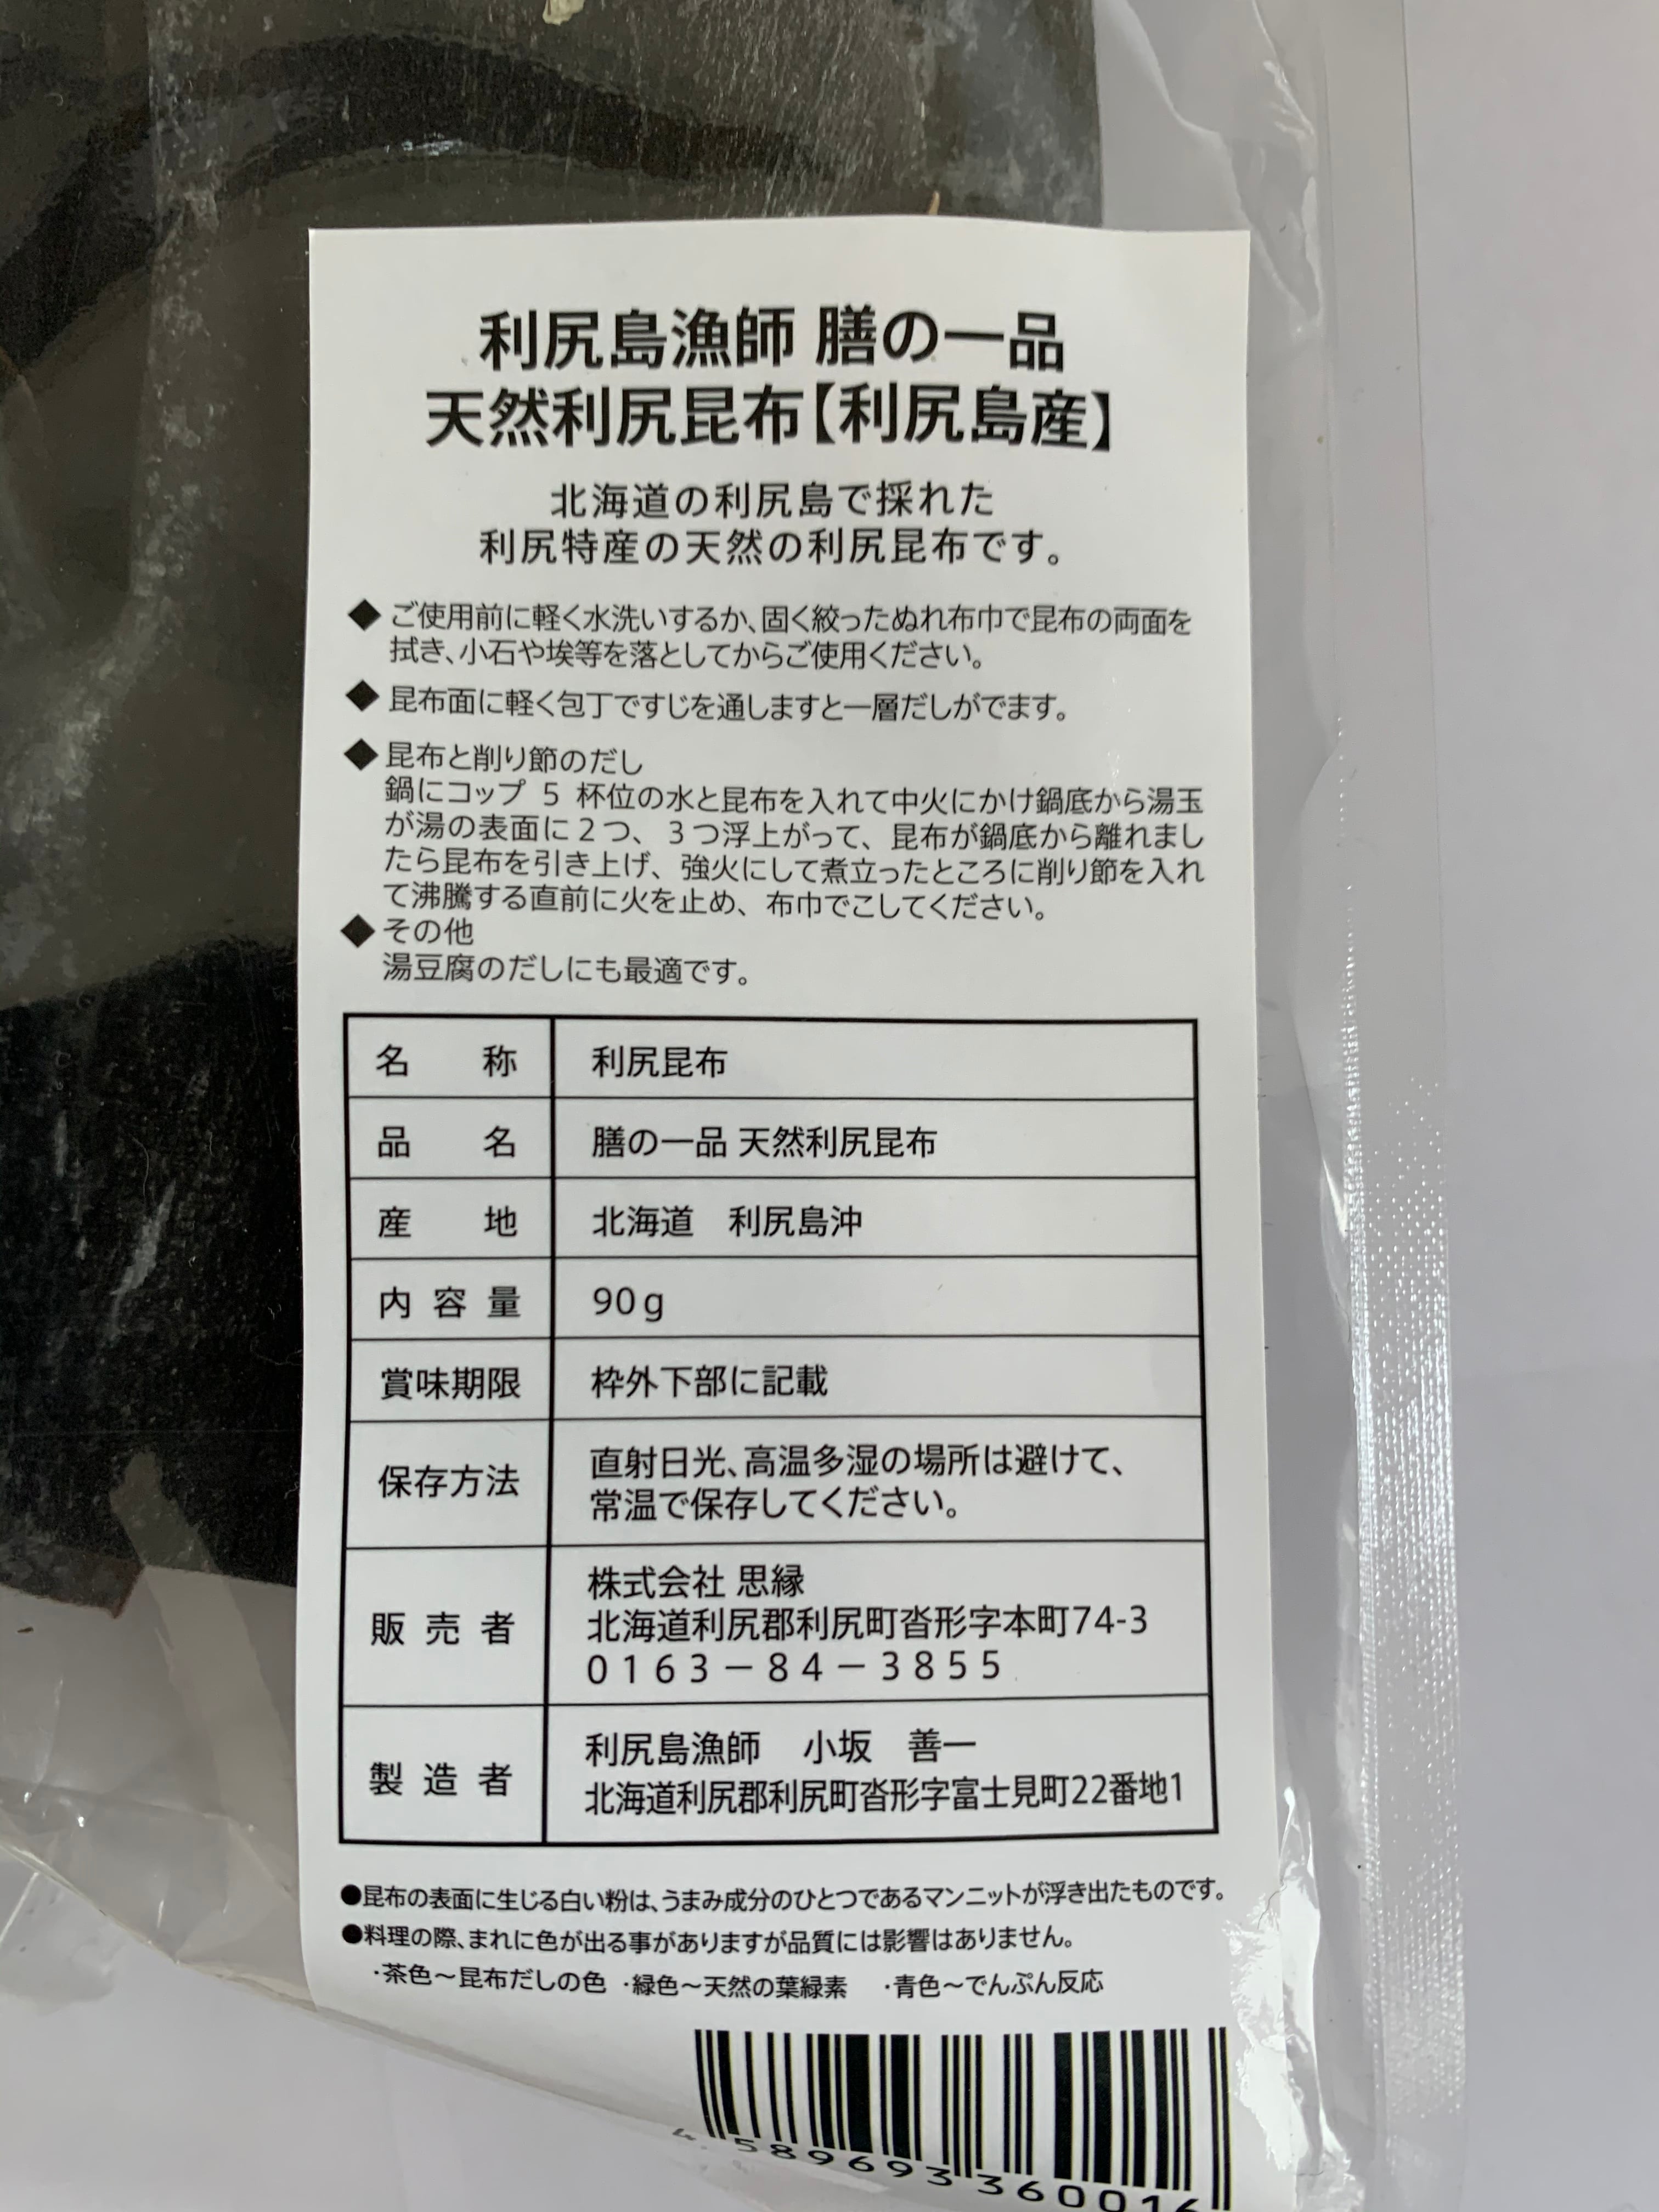 利尻島漁師 膳の一品
天然利尻昆布【利尻島産】
北海道の利尻島で採れた
利尻特産の天然の利尻昆布です。
◆ ご使用前に軽く水洗いするか、固く絞ったぬれ布巾で昆布の両面を
拭き、小石や埃等を落としてからご使用ください。
◆ 昆布面に軽く包丁ですじを通しますと一層だしがでます。
◆ 昆布と削り節のだし
鍋にコップ 5 杯位の水と昆布を入れて中火にかけ鍋底から湯玉
が湯の表面に2つ、3つ浮上がって、昆布が鍋底から離れまし
たら昆布を引き上げ、強火にして煮立ったところに削り節を入れ
て沸騰する直前に火を止め、布巾でこしてください。
◆ その他
湯豆腐のだしにも最適です。
名称 利尻昆布
品名 膳の一品 天然利尻昆布
産地 北海道 利尻島沖
内容量 90g
賞味期限 枠外下部に記載
保存方法 直射日光、高温多湿の場所は避けて、
常温で保存してください。
販売者 株式会社 思縁
北海道利尻郡利尻町沓形字本町74-3
0163－84－3855
製造者 利尻島漁師 小坂 善一
北海道利尻郡利尻町沓形字富士見町22番地1
●昆布の表面に生じる白い粉は、うまみ成分のひとつであるマンニットが浮き出たものです。
●料理の際、まれに色が出る事がありますが品質には影響はありません。
・茶色～昆布だしの色 ・緑色～天然の葉緑素 ・青色～でんぷん反応
4 589693 360016